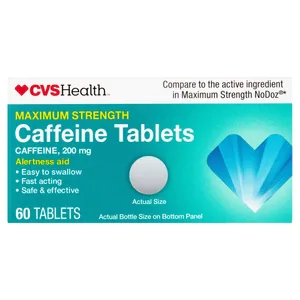 CVSHealth.
Compare to the active ingredient
in Maximum Strength NoDoz®*
MAXIMUM STRENGTH
Caffeine Tablets
CAFFEINE, 200 mg
Alertness aid
• Easy to swallow
• Fast acting
• Safe & effective
Actual Size
60 TABLETS
Actual Bottle Size on Bottom Panel